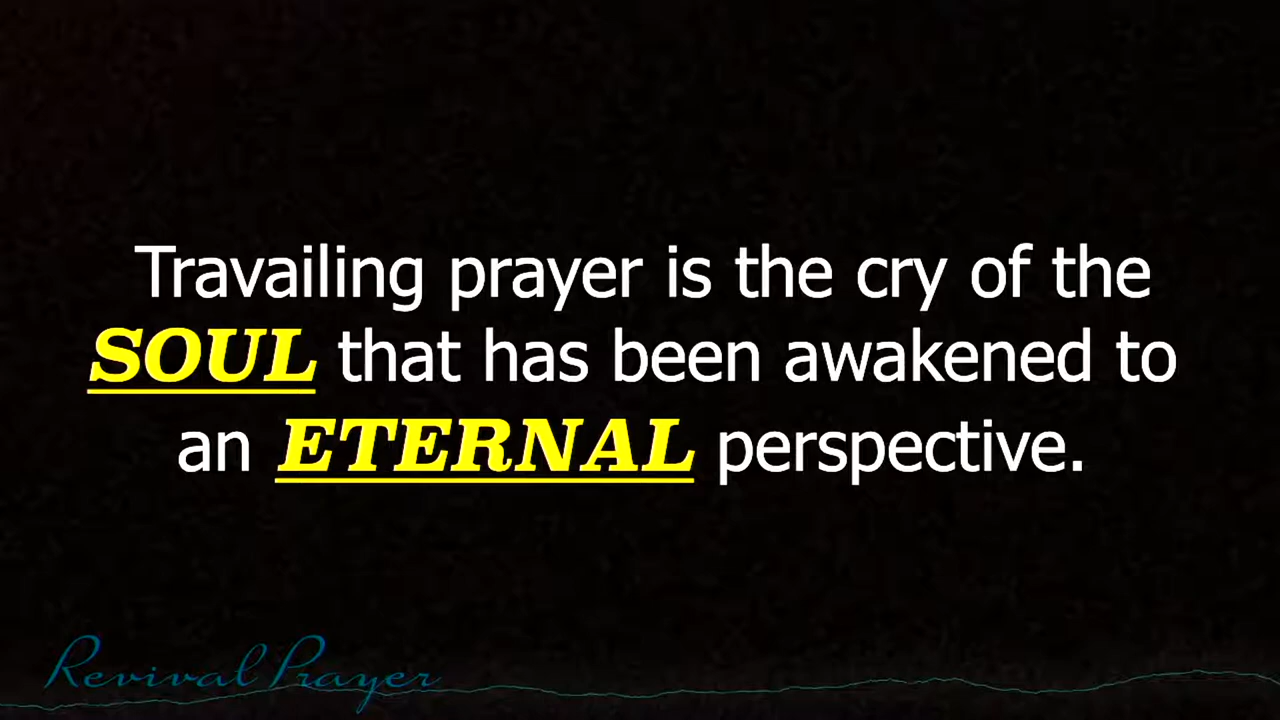 Travailing prayer is the cry of the
SOUL that has been awakened to
an ETERNAL perspective.
Revival Prayer